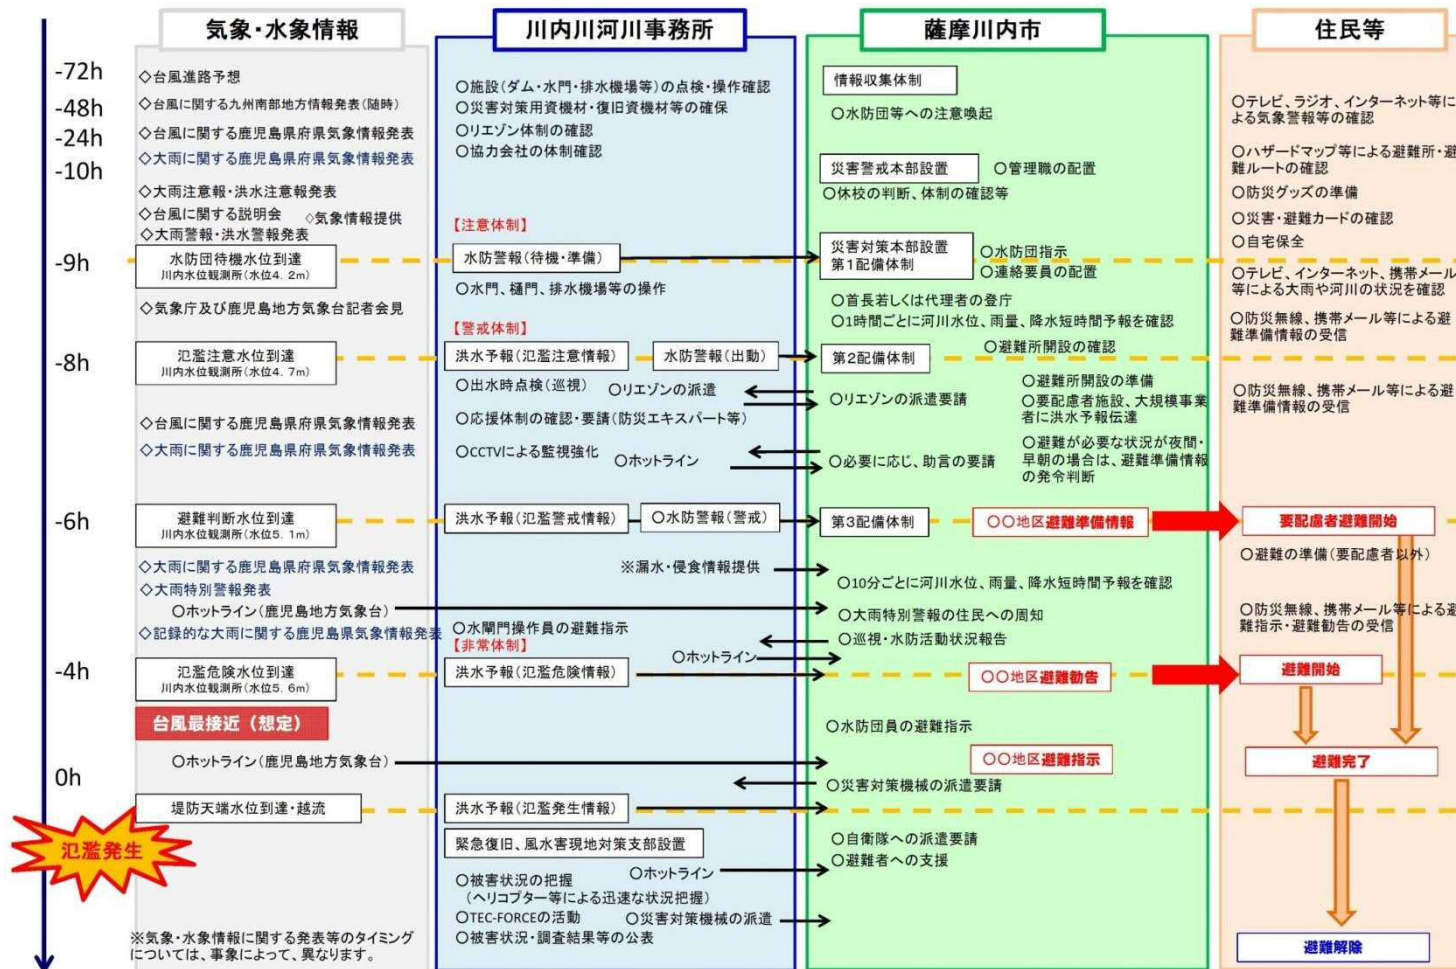 気象・水象情報
川内川河川事務所
薩摩川内市
住民等
-72h
-48h
-24h
-10h
-9h
-8h
-6h
-4h
0h
氾濫発生
◇台風進路予想
◇台風に関する九州南部地方情報発表(随時)
◇台風に関する鹿児島県府県気象情報発表
◇大雨に関する鹿児島県府県気象情報発表
◇大雨注意報・洪水注意報発表
◇台風に関する説明会 ◇気象情報提供
◇大雨警報・洪水警報発表
水防団待機水位到達
川内水位観測所(水位4.2m)
◇気象庁及び鹿児島地方気象台記者会見
氾濫注意水位到達
川内水位観測所(水位4.7m)
◇台風に関する鹿児島県府県気象情報発表
◇大雨に関する鹿児島県府県気象情報発表
避難判断水位到達
川内水位観測所(水位5.1m)
◇大雨に関する鹿児島県府県気象情報発表
◇大雨特別警報発表
○ホットライン(鹿児島地方気象台)
◇記録的な大雨に関する鹿児島県気象情報発表
氾濫危険水位到達
川内水位観測所(水位5.6m)
台風最接近(想定)
○ホットライン(鹿児島地方気象台)
堤防天端水位到達・越流
※気象・水象情報に関する発表等のタイミング
については、事象によって、異なります。
○施設(ダム・水門・排水機場等)の点検・操作確認
○災害対策用資機材・復旧資機材等の確保
○リエゾン体制の確認
○協力会社の体制確認
【注意体制】
水防警報(待機・準備)
○水門、樋門、排水機場等の操作
【警戒体制】
洪水予報(氾濫注意情報)
水防警報(出動)
○出水時点検(巡視)
○リエゾンの派遣
○応援体制の確認・要請(防災エキスパート等)
○CCTVによる監視強化
○ホットライン
洪水予報(氾濫警戒情報)
○水防警報(警戒)
※漏水・侵食情報提供
○水閘門操作員の避難指示
【非常体制】
○ホットライン
洪水予報(氾濫危険情報)
洪水予報(氾濫発生情報)
緊急復旧、風水害現地対策支部設置
○被害状況の把握
(ヘリコプター等による迅速な状況把握)
○ホットライン
○TEC-FORCEの活動
○災害対策機械の派遣
○被害状況・調査結果等の公表
情報収集体制
○水防団等への注意喚起
災害警戒本部設置
○管理職の配置
○休校の判断、体制の確認等
災害対策本部設置
第1配備体制
○水防団指示
○連絡要員の配置
○首長若しくは代理者の登庁
○1時間ごとに河川水位、雨量、降水短時間予報を確認
第2配備体制
○避難所開設の確認
○リエゾンの派遣要請
○避難所開設の準備
○要配慮者施設、大規模事業
者に洪水予報伝達
○必要に応じ、助言の要請
○避難が必要な状況が夜間・
早朝の場合は、避難準備情報
の発令判断
第3配備体制
○○地区避難準備情報
○10分ごとに河川水位、雨量、降水短時間予報を確認
○大雨特別警報の住民への周知
○巡視・水防活動状況報告
○○地区避難勧告
○水防団員の避難指示
○○地区避難指示
○災害対策機械の派遣要請
○自衛隊への派遣要請
○避難者への支援
○テレビ、ラジオ、インターネット等に
よる気象警報等の確認
○ハザードマップ等による避難所・避
難ルートの確認
○防災グッズの準備
○災害・避難カードの確認
○自宅保全
○テレビ、インターネット、携帯メール
等による大雨や河川の状況を確認
○防災無線、携帯メール等による避
難準備情報の受信
○防災無線、携帯メール等による避
難準備情報の受信
要配慮者避難開始
○避難の準備(要配慮者以外)
○防災無線、携帯メール等による避
難指示・避難勧告の受信
避難開始
避難完了
避難解除